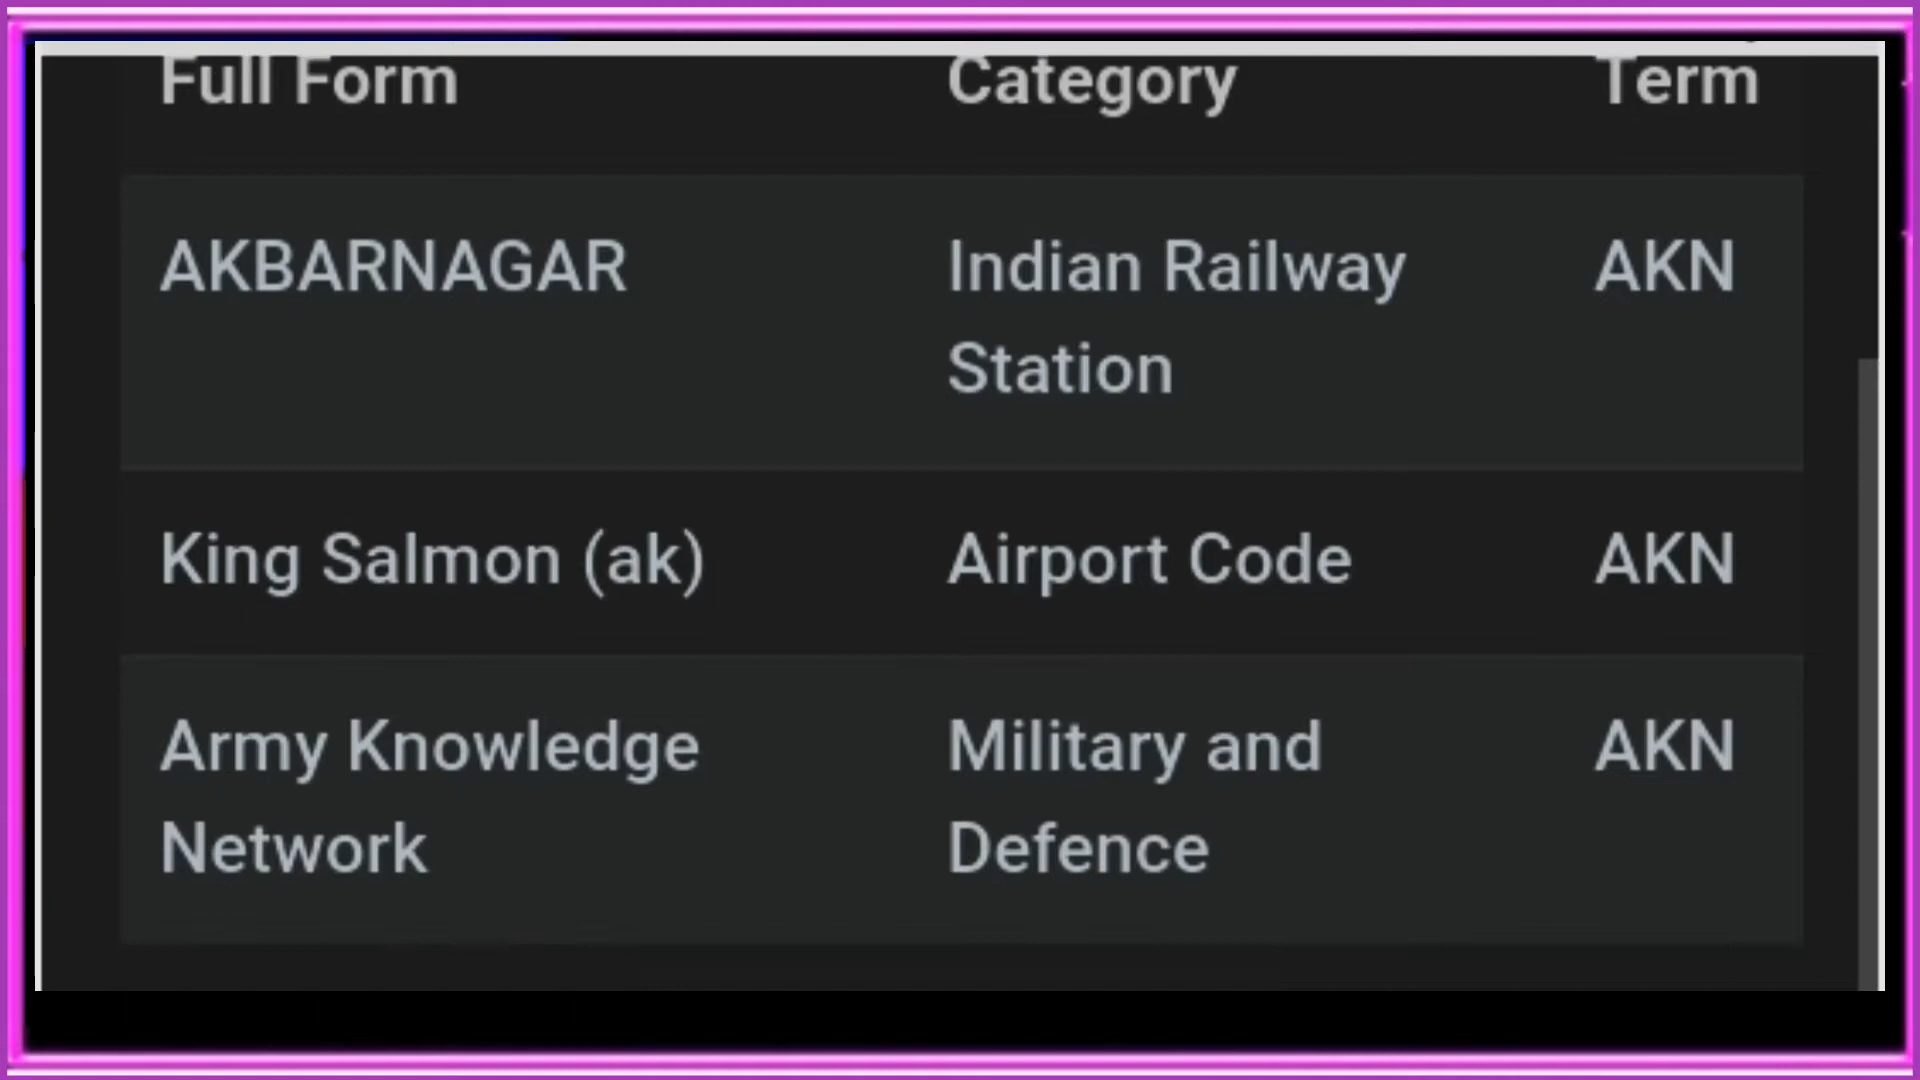 Full Form Category Term
AKBARNAGAR Indian Railway AKN
Station
King Salmon (ak) Airport Code AKN
Army Knowledge Military and AKN
Network Defence